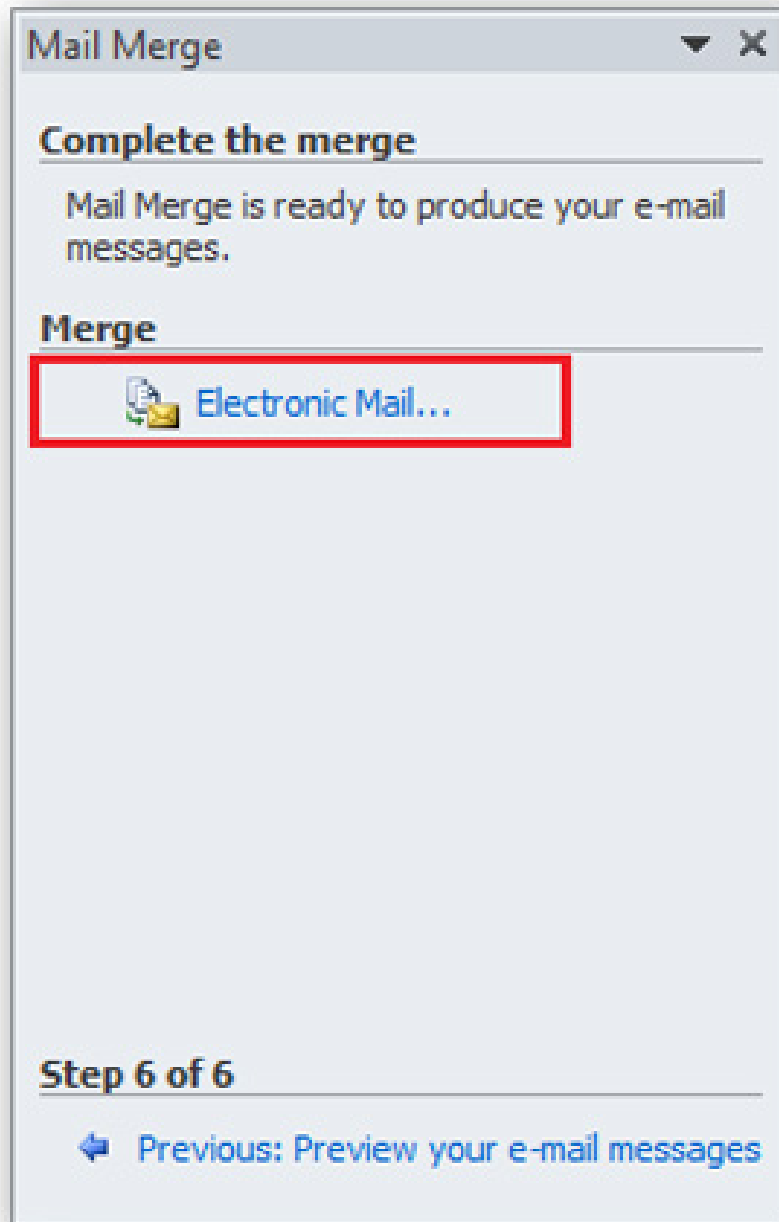 Mail Merge
Complete the merge
Mail Merge is ready to produce your e-mail
messages.
Merge
Electronic Mail...
Step 6 of 6
Previous: Preview your e-mail messages